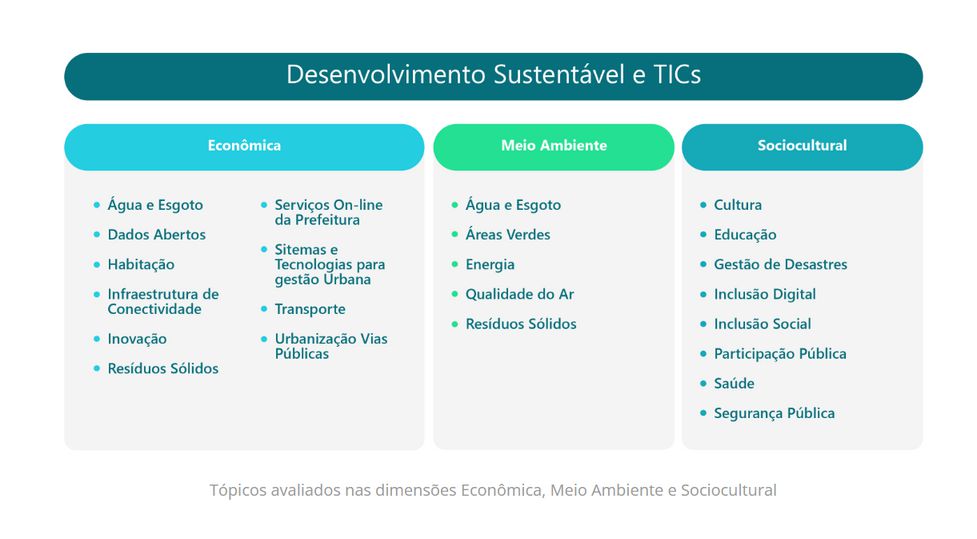 Desenvolvimento Sustentável e TICs
Econômica
Água e Esgoto
Dados Abertos
Habitação
Infraestrutura de
Conectividade
Inovação
Resíduos Sólidos
Serviços On-line
da Prefeitura
Sitemas e
Tecnologias para
gestão Urbana
Transporte
Urbanização Vias
Públicas
Meio Ambiente
Água e Esgoto
Áreas Verdes
Energia
Qualidade do Ar
Resíduos Sólidos
Sociocultural
Cultura
Educação
Gestão de Desastres
Inclusão Digital
Inclusão Social
Participação Pública
Saúde
Segurança Pública
Tópicos avaliados nas dimensões Econômica, Meio Ambiente e Sociocultural